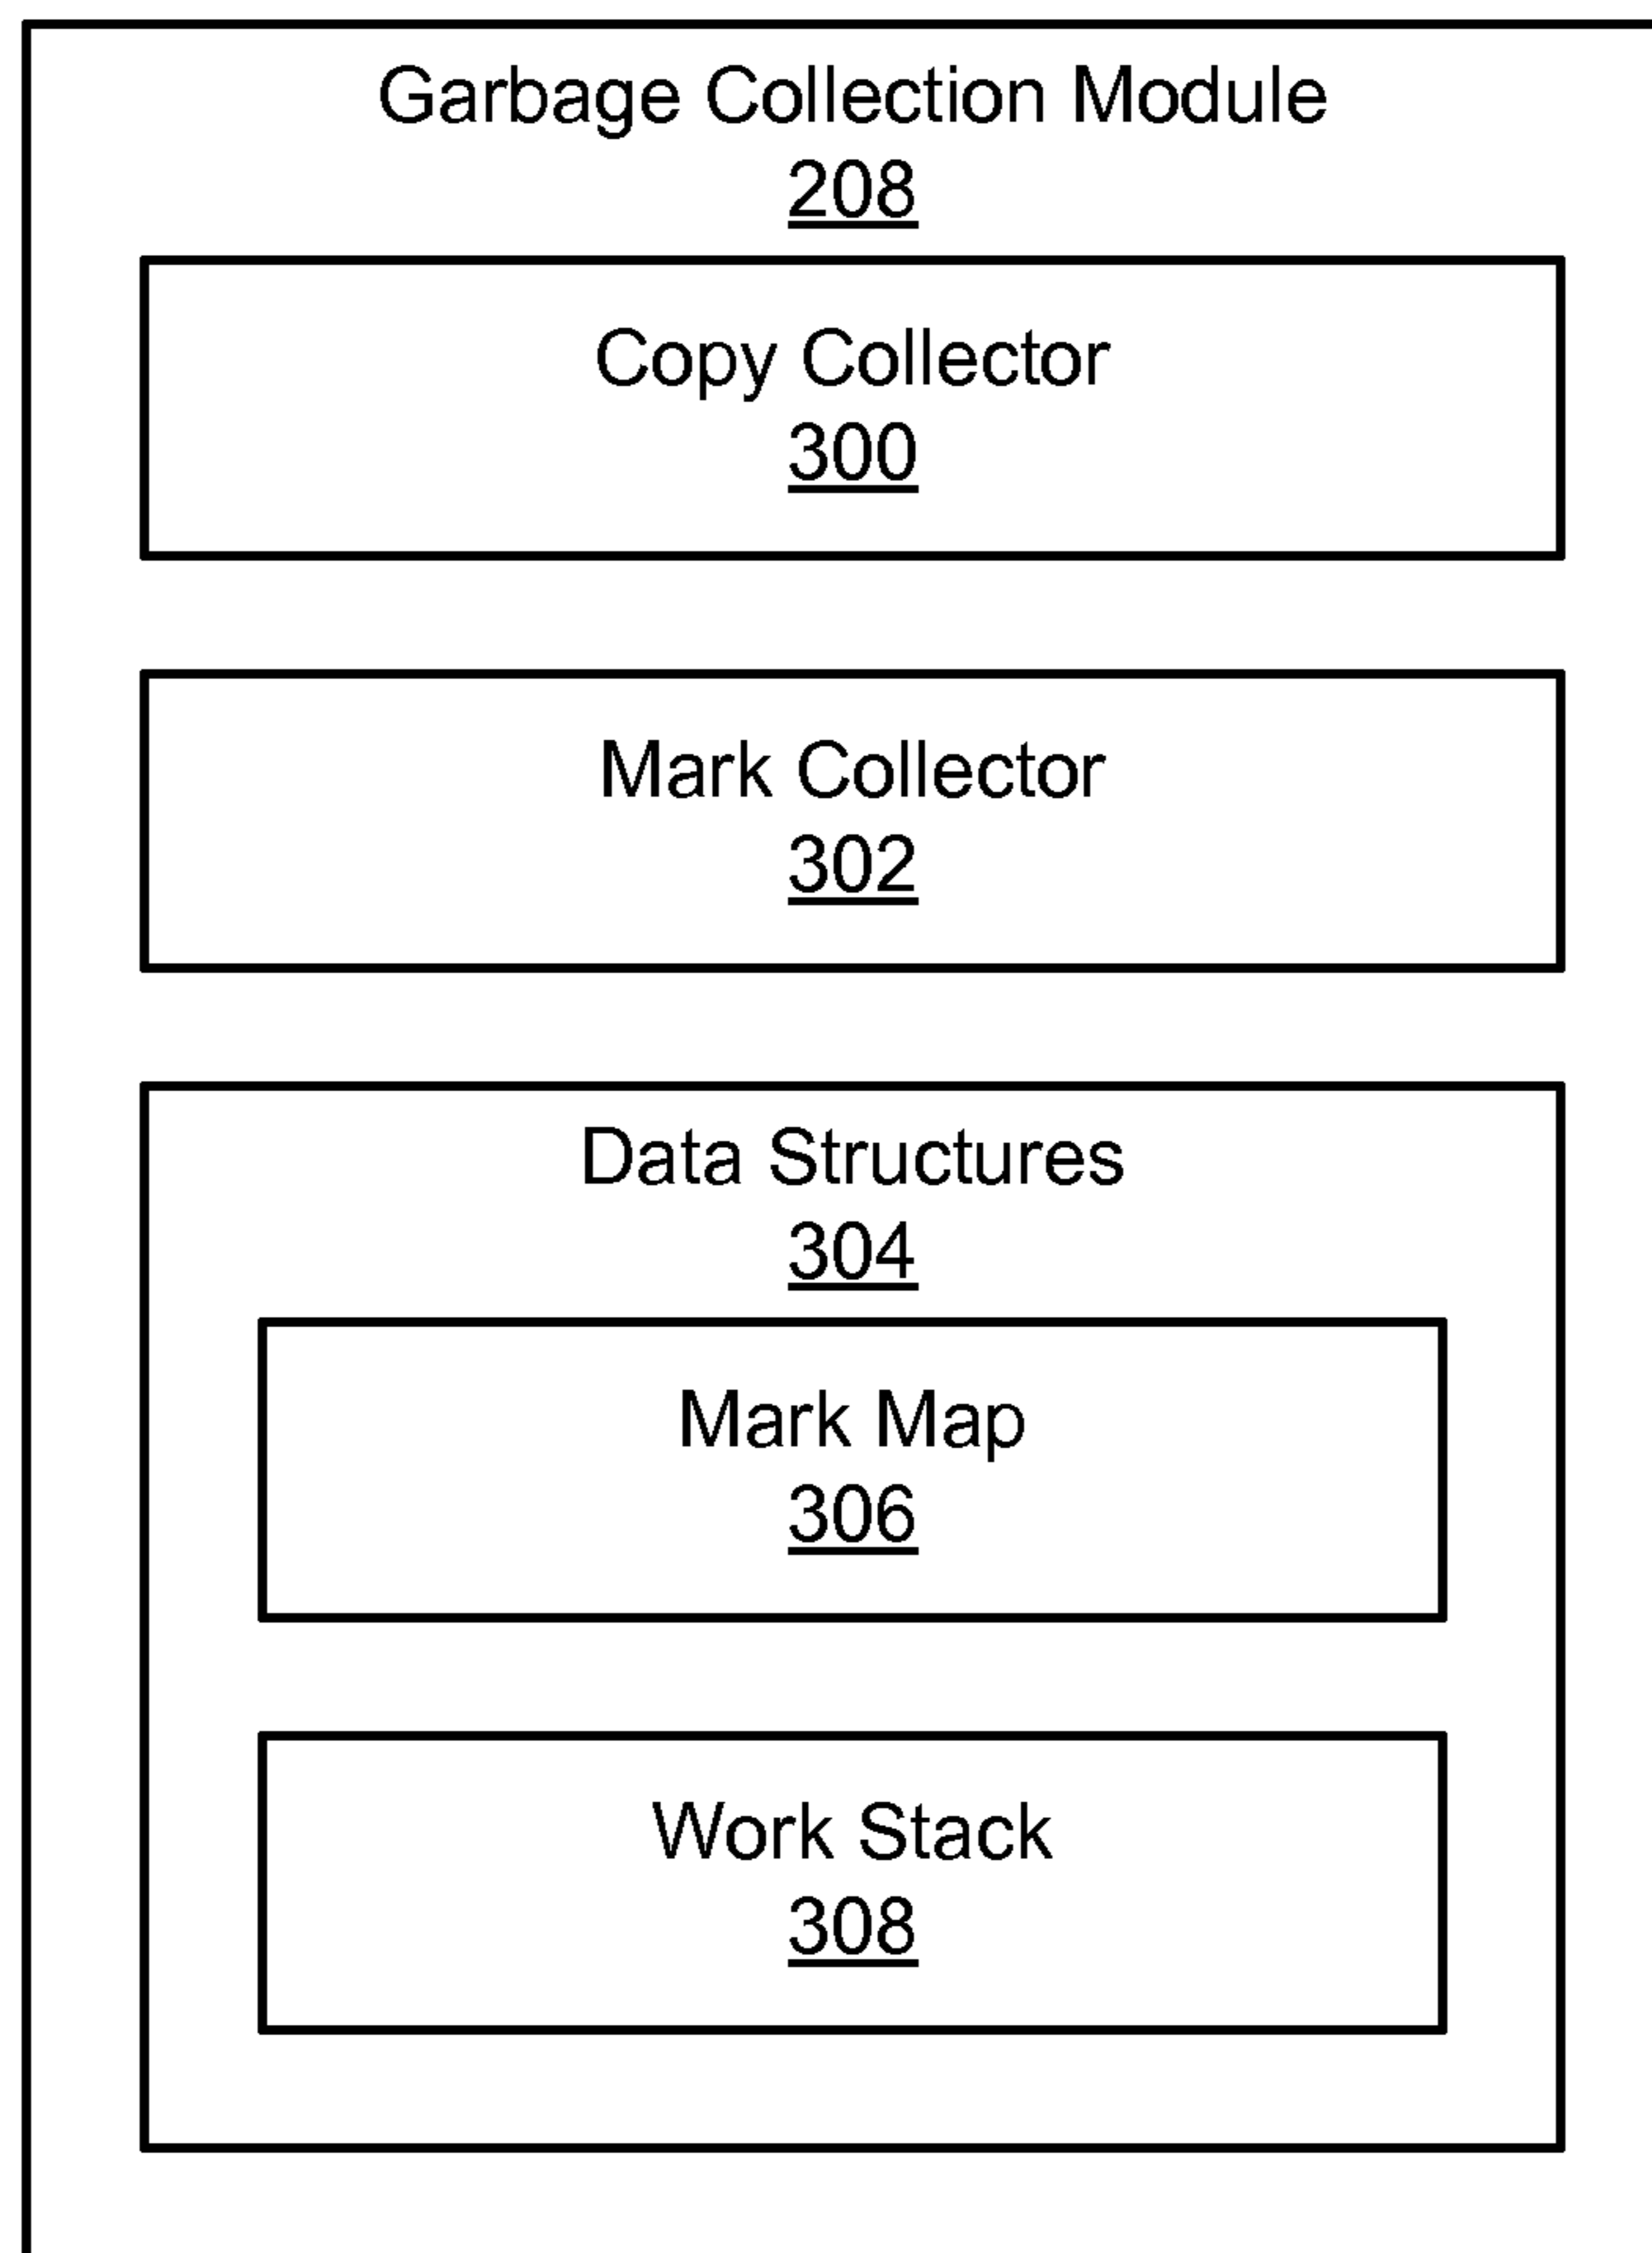 Garbage Collection Module
208
Copy Collector
300
Mark Collector
302
Data Structures
304
Mark Map
306
Work Stack
308